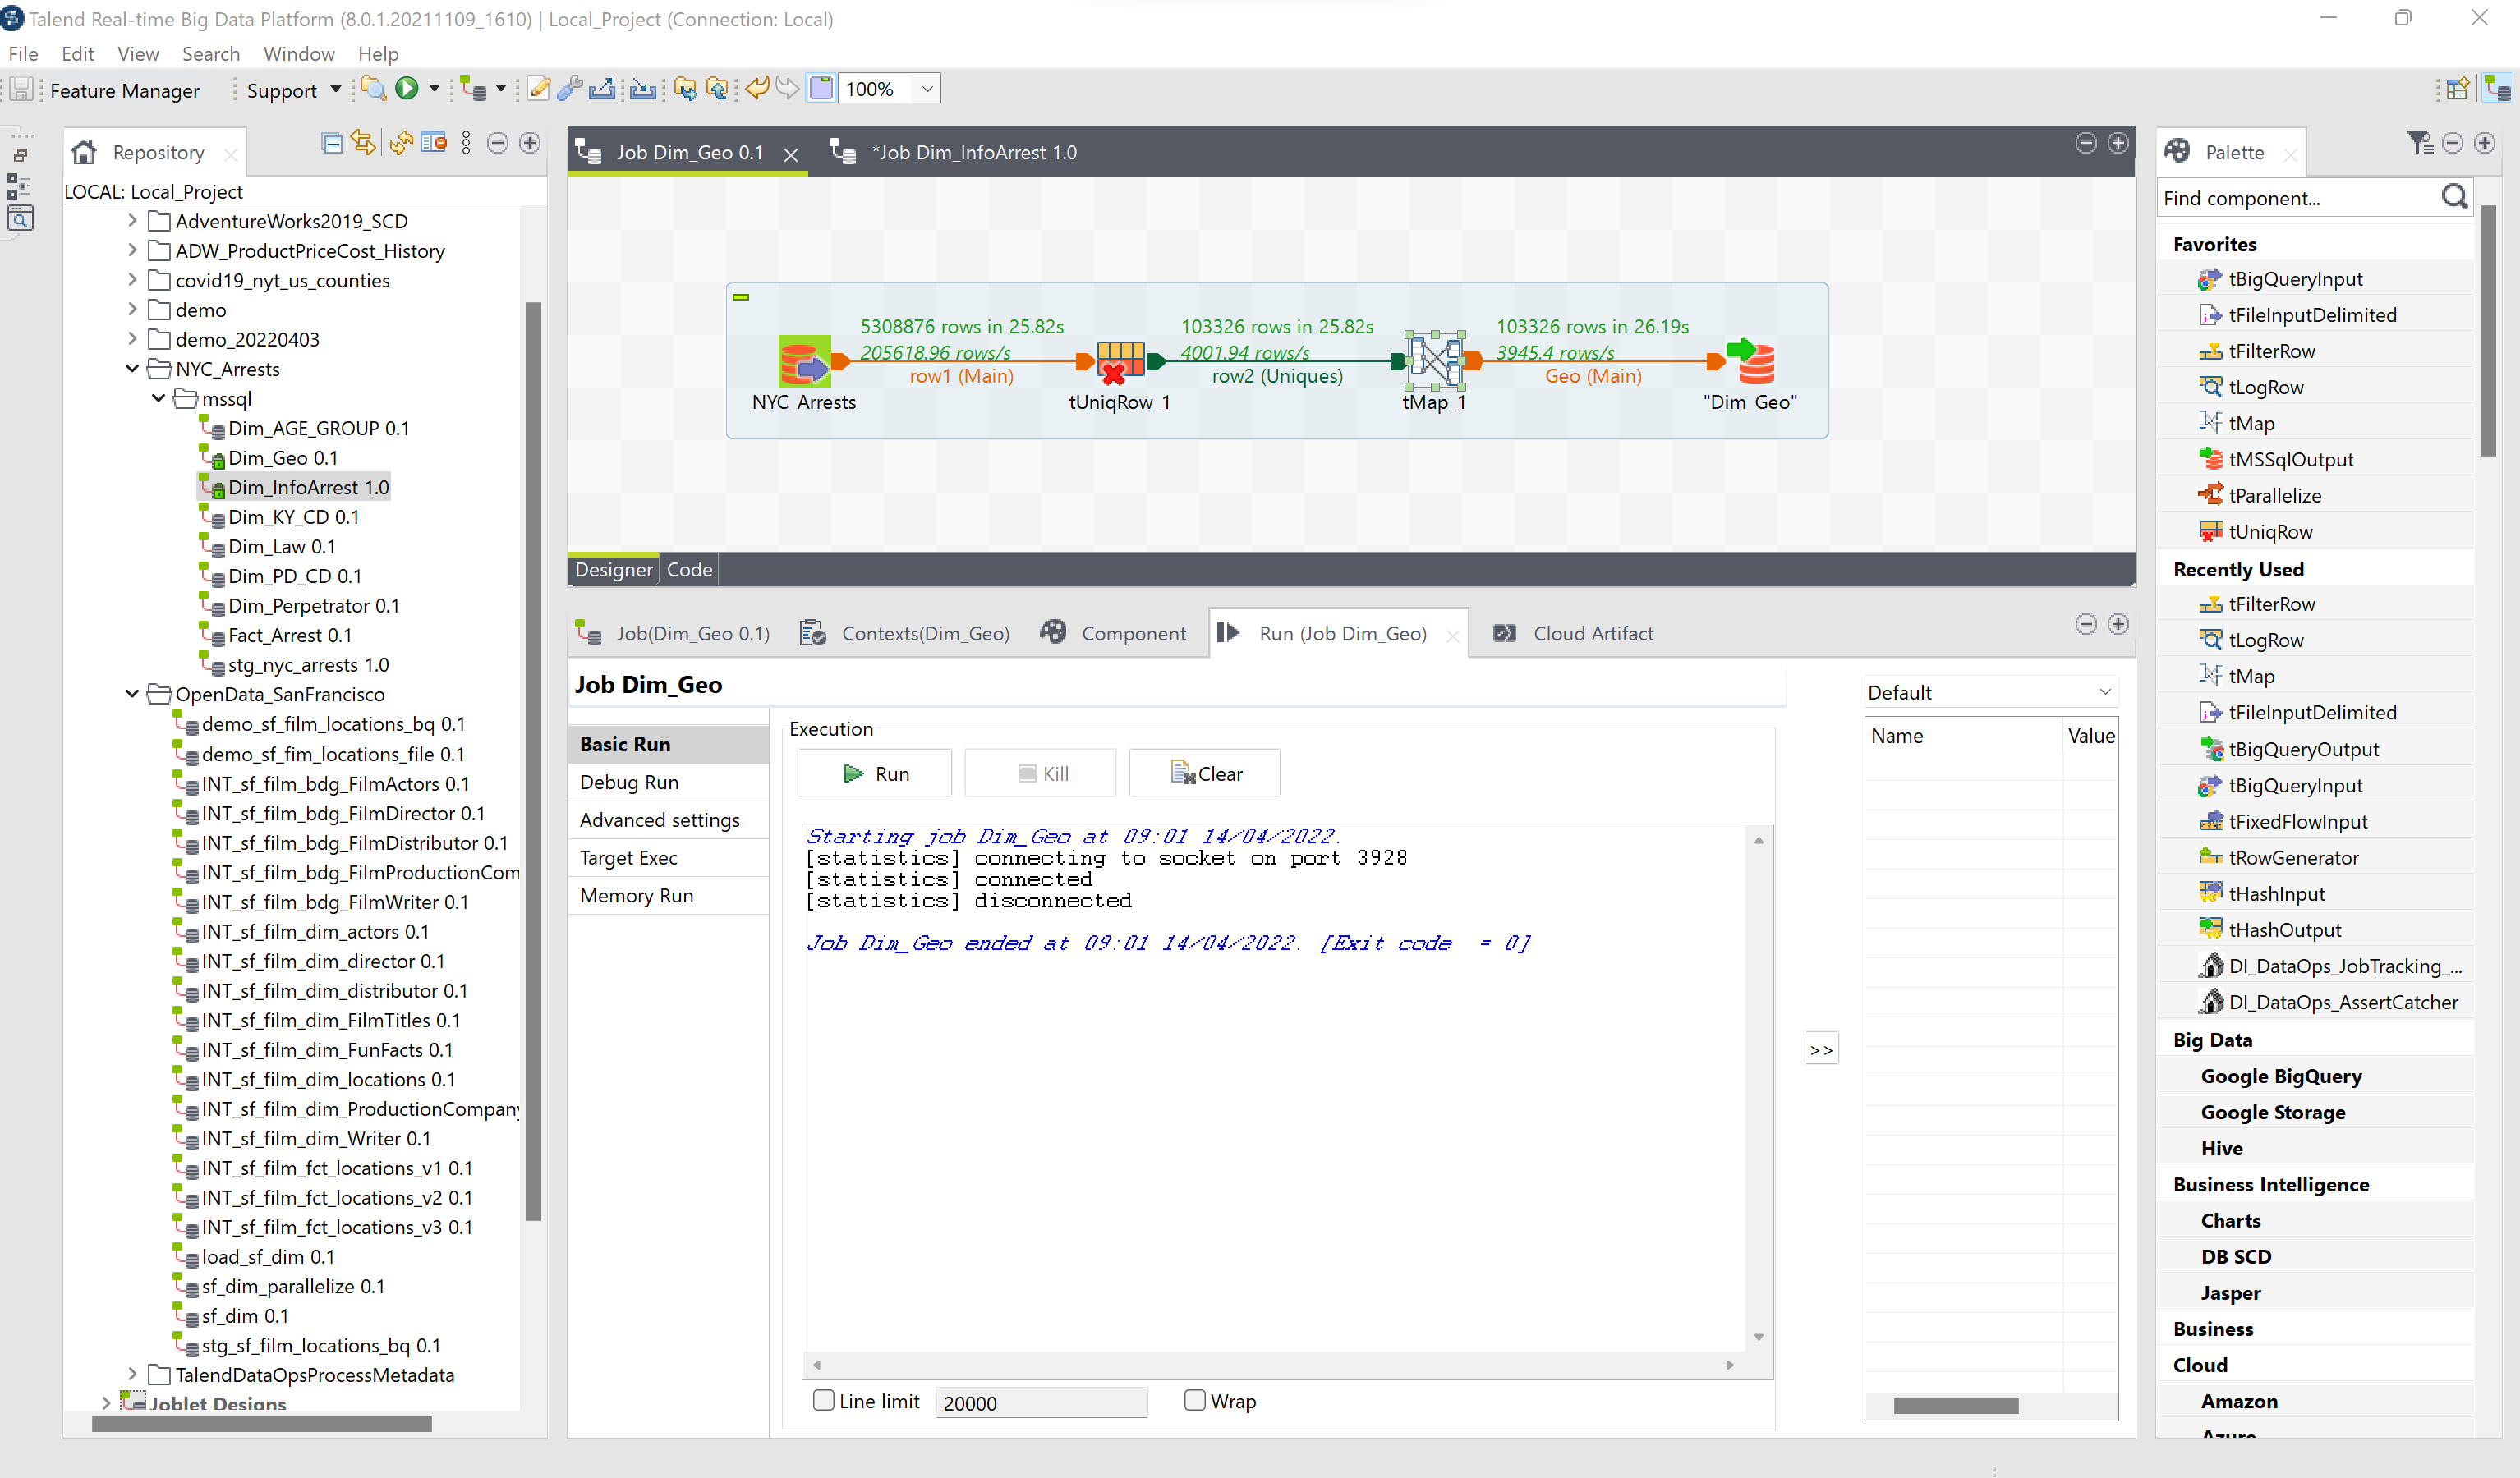 Talend Real-time Big Data Platform (8.0.1.20211109_1610) | Local_Project (Connection: Local)
File Edit View Search Window Help
Feature Manager Support 100%
Repository
LOCAL: Local_Project
AdventureWorks2019_SCD
ADW_ProductPriceCost_History
covid19_nyt_us_counties
demo
demo_20220403
NYC_Arrests
mssql
Dim_AGE_GROUP 0.1
Dim_Geo 0.1
Dim_InfoArrest 1.0
Dim_KY_CD 0.1
Dim_Law 0.1
Dim_PD_CD 0.1
Dim_Perpetrator 0.1
Fact_Arrest 0.1
stg_nyc_arrests 1.0
OpenData_SanFrancisco
demo_sf_film_locations_bq 0.1
demo_sf_fim_locations_file 0.1
INT_sf_film_bdg_FilmActors 0.1
INT_sf_film_bdg_FilmDirector 0.1
INT_sf_film_bdg_FilmDistributor 0.1
INT_sf_film_bdg_FilmProductionCom
INT_sf_film_bdg_FilmWriter 0.1
INT_sf_film_dim_actors 0.1
INT_sf_film_dim_director 0.1
INT_sf_film_dim_distributor 0.1
INT_sf_film_dim_FilmTitles 0.1
INT_sf_film_dim_FunFacts 0.1
INT_sf_film_dim_locations 0.1
INT_sf_film_dim_ProductionCompany
INT_sf_film_dim_Writer 0.1
INT_sf_film_fct_locations_v1 0.1
INT_sf_film_fct_locations_v2 0.1
INT_sf_film_fct_locations_v3 0.1
load_sf_dim 0.1
sf_dim_parallelize 0.1
sf_dim 0.1
stg_sf_film_locations_bq 0.1
TalendDataOpsProcessMetadata
Joblet Designs
Job Dim_Geo 0.1 *Job Dim_InfoArrest 1.0
5308876 rows in 25.82s 103326 rows in 25.82s 103326 rows in 26.19s
205618.96 rows/s 4001.94 rows/s 3945.4 rows/s
row1 (Main) row2 (Uniques) Geo (Main)
NYC_Arrests tUniqRow_1 tMap_1 "Dim_Geo"
Designer Code
Job(Dim_Geo 0.1) Contexts(Dim_Geo) Component Run (Job Dim_Geo) Cloud Artifact
Job Dim_Geo
Basic Run
Debug Run
Advanced settings
Target Exec
Memory Run
Execution
Run Kill Clear
Starting job Dim_Geo at 09:01 14/04/2022.
[statistics] connecting to socket on port 3928
[statistics] connected
[statistics] disconnected
Job Dim_Geo ended at 09:01 14/04/2022. [Exit code  = 0]
Line limit 20000 Wrap
>>
Default
Name Value
Palette
Find component...
Favorites
tBigQueryInput
tFileInputDelimited
tFilterRow
tLogRow
tMap
tMSSqlOutput
tParallelize
tUniqRow
Recently Used
tFilterRow
tLogRow
tMap
tFileInputDelimited
tBigQueryOutput
tBigQueryInput
tFixedFlowInput
tRowGenerator
tHashInput
tHashOutput
DI_DataOps_JobTracking_...
DI_DataOps_AssertCatcher
Big Data
Google BigQuery
Google Storage
Hive
Business Intelligence
Charts
DB SCD
Jasper
Business
Cloud
Amazon
Azure